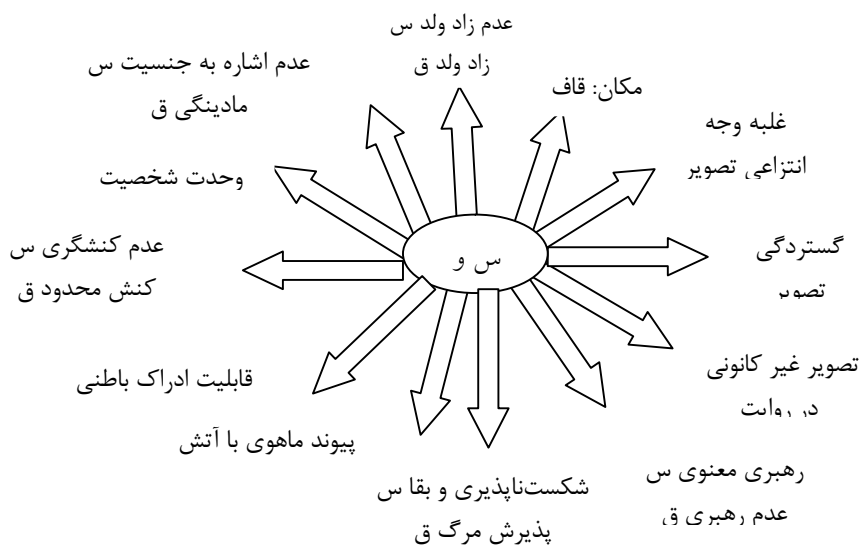 عدم زاد ولد س
زاد ولد ق
مکان: قاف
غلبه وجه
انتزاعی تصویر
گستردگی
تصویر
تصویر غیر کانونی
در روایت
رهبری معنوی س
عدم رهبری ق
شکست‌ناپذیری و بقا س
پذیرش مرگ ق
پیوند ماهوی با آتش
قابلیت ادراک باطنی
عدم کنشگری س
کنش محدود ق
وحدت شخصیت
عدم اشاره به جنسیت س
مادینگی ق
س و